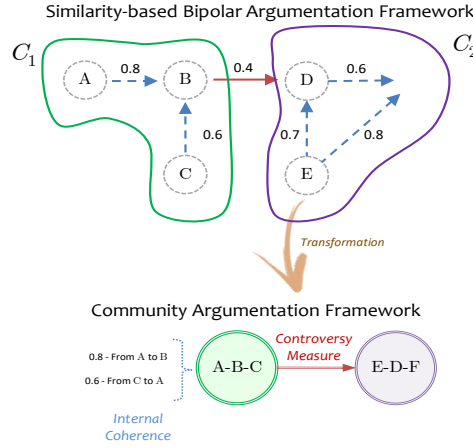 Similarity-based Bipolar Argumentation Framework
C1 C2
A 0.8 B 0.4 D 0.6
0.6 0.7 0.8
C E
Transformation
Community Argumentation Framework
Controversy
Measure
0.8 - From A to B
0.6 - From C to A
A-B-C E-D-F
Internal
Coherence